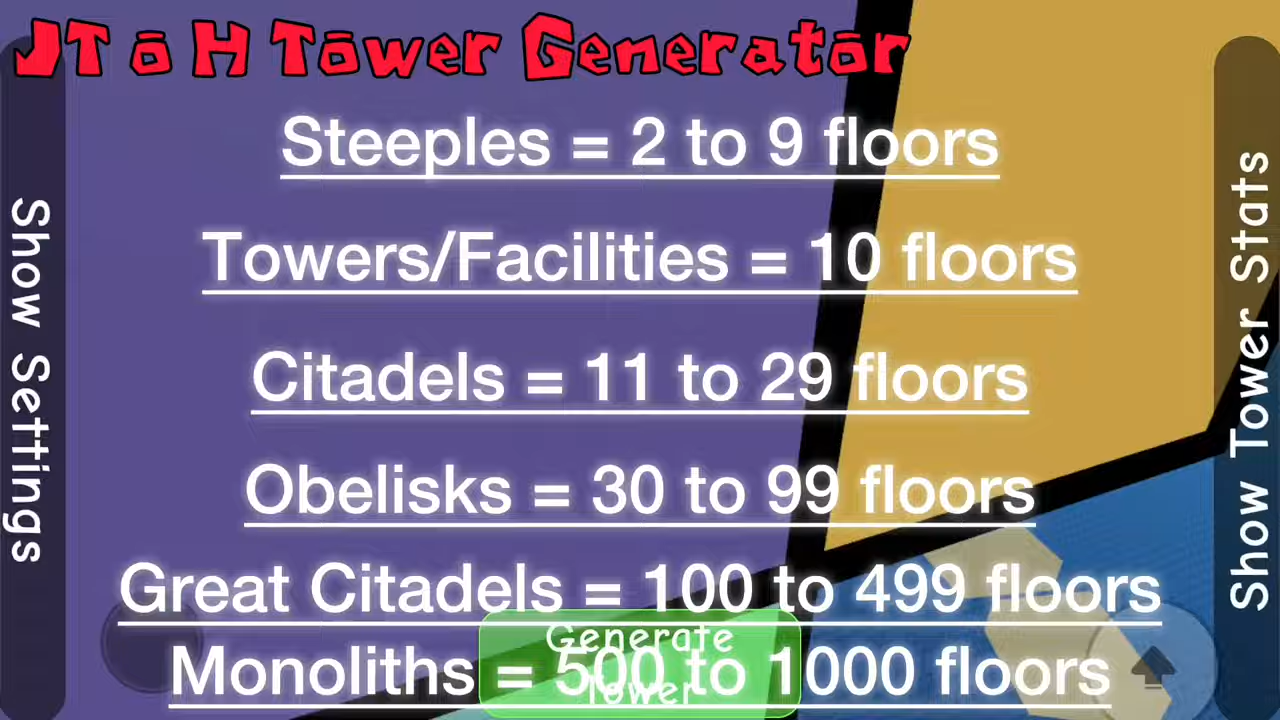 JToH Tower Generator
Steeples = 2 to 9 floors
Towers/Facilities = 10 floors
Citadels = 11 to 29 floors
Obelisks = 30 to 99 floors
Great Citadels = 100 to 499 floors
Monoliths = 500 to 1000 floors
Generate
Tower
Show Settings
Show Tower Stats